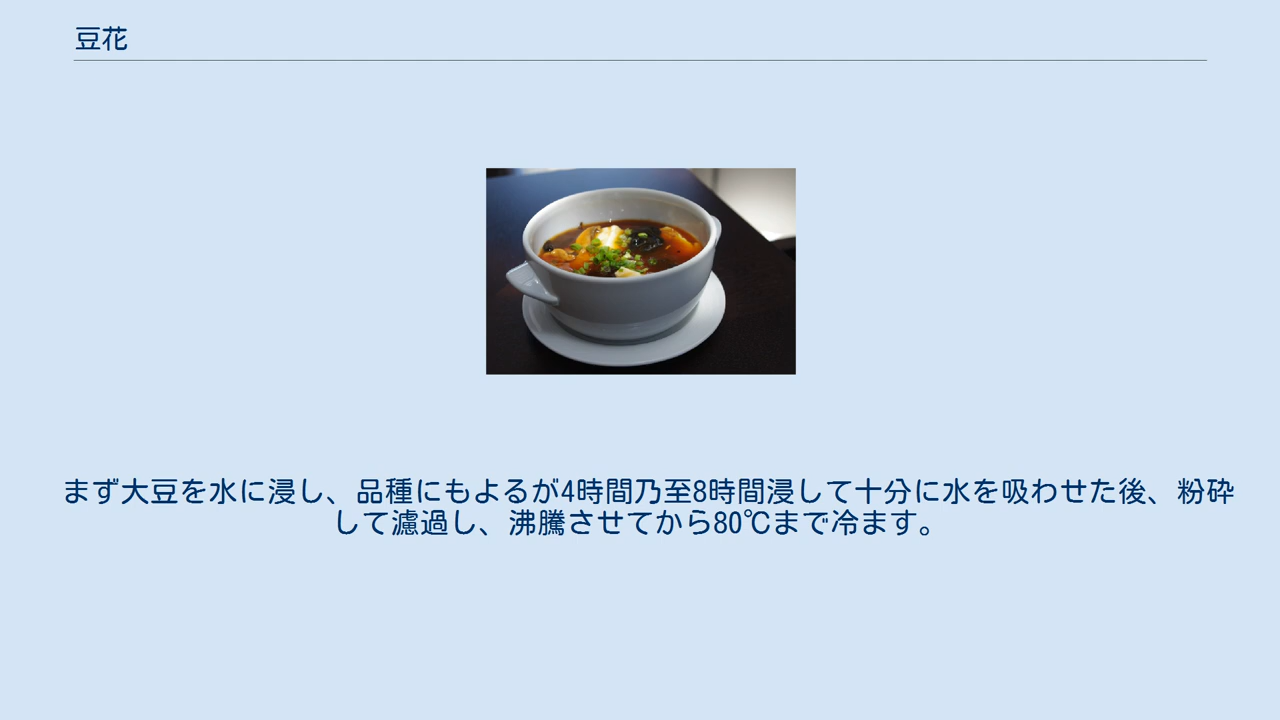 豆花
まず大豆を水に浸し、品種にもよるが4時間乃至8時間浸して十分に水を吸わせた後、粉砕
して濾過し、沸騰させてから80℃まで冷ます。